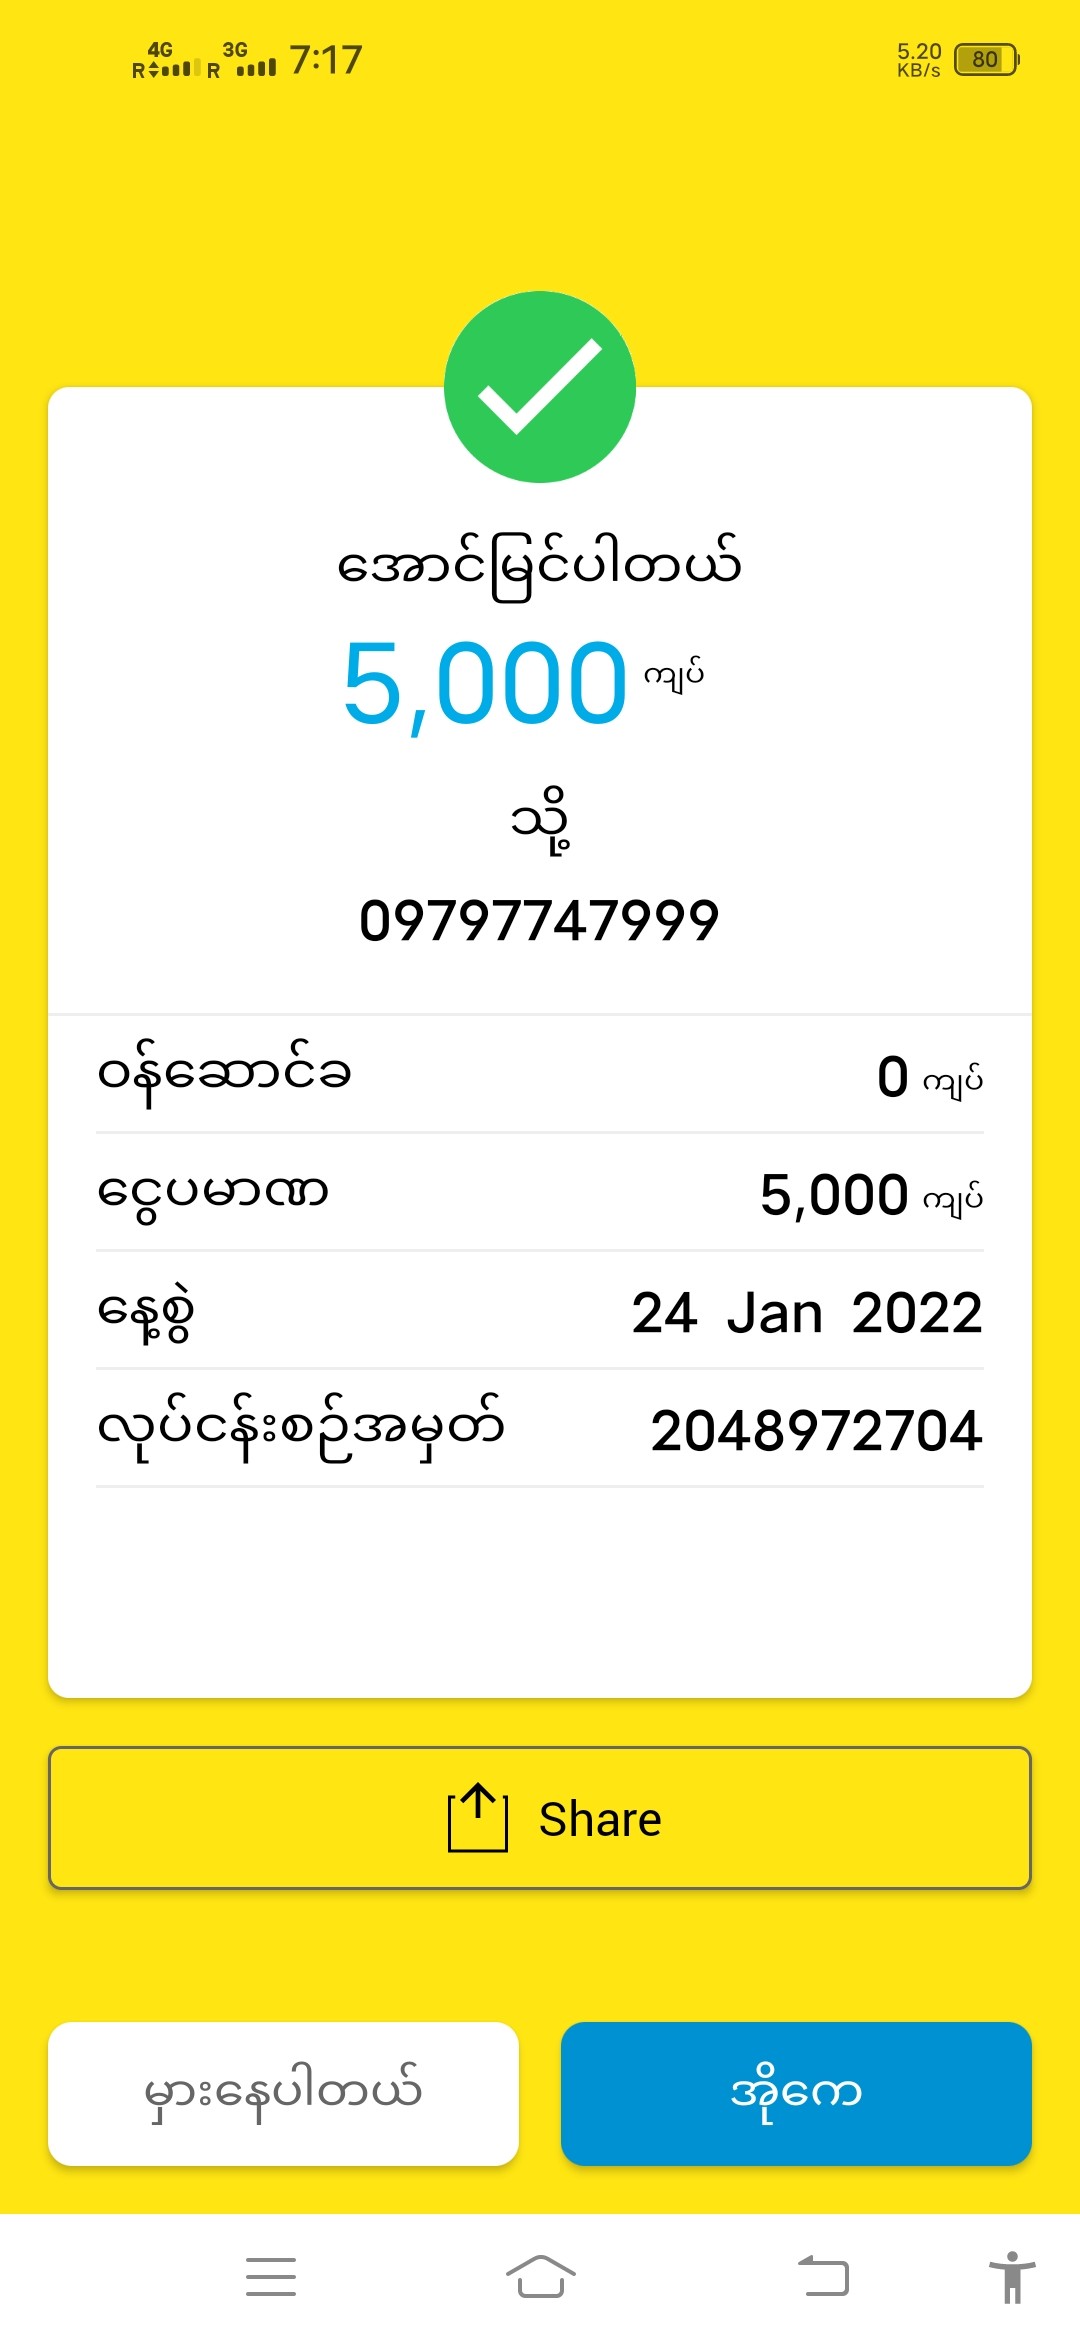 4G 3G
R R 7:17
5.20
KB/s 80
အောင်မြင်ပါတယ်
5,000 ကျပ်
သို့
09797747999
ဝန်ဆောင်ခ 0 ကျပ်
ငွေပမာဏ 5,000 ကျပ်
နေ့စွဲ 24 Jan 2022
လုပ်ငန်းစဉ်အမှတ် 2048972704
Share
မှားနေပါတယ် အိုကေ